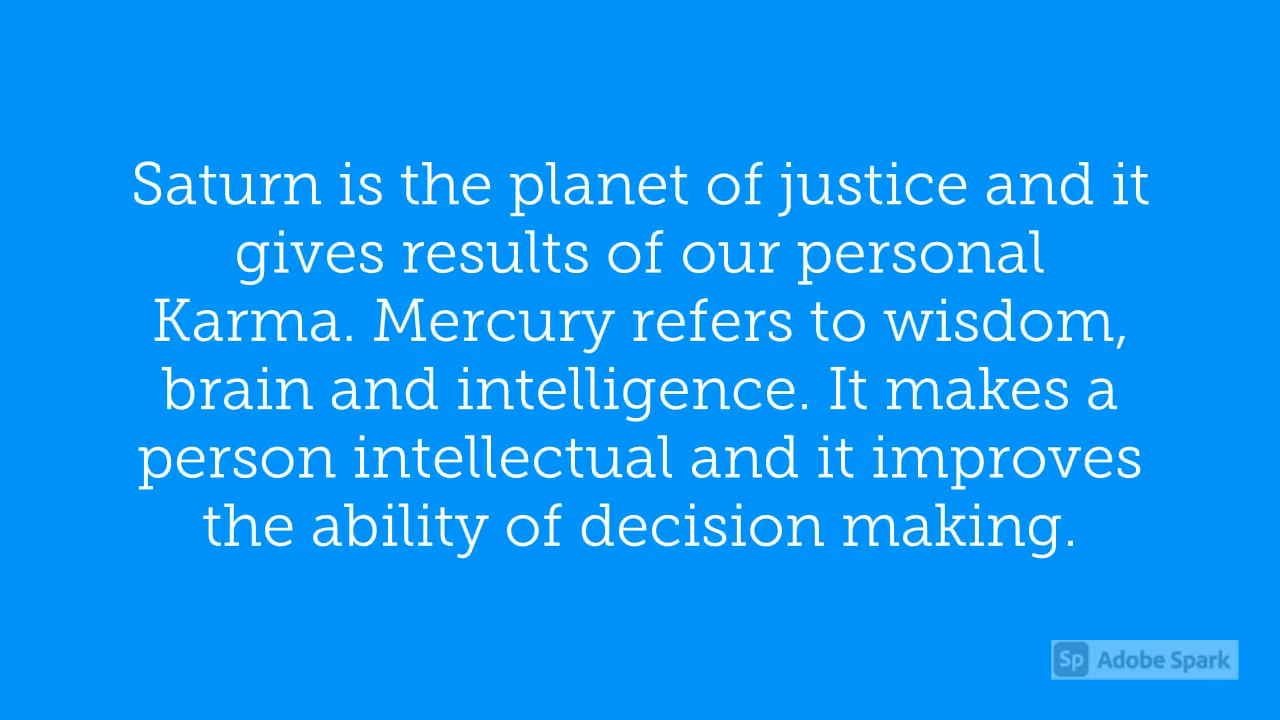 Saturn is the planet of justice and it
gives results of our personal
Karma. Mercury refers to wisdom,
brain and intelligence. It makes a
person intellectual and it improves
the ability of decision making.
Sp Adobe Spark